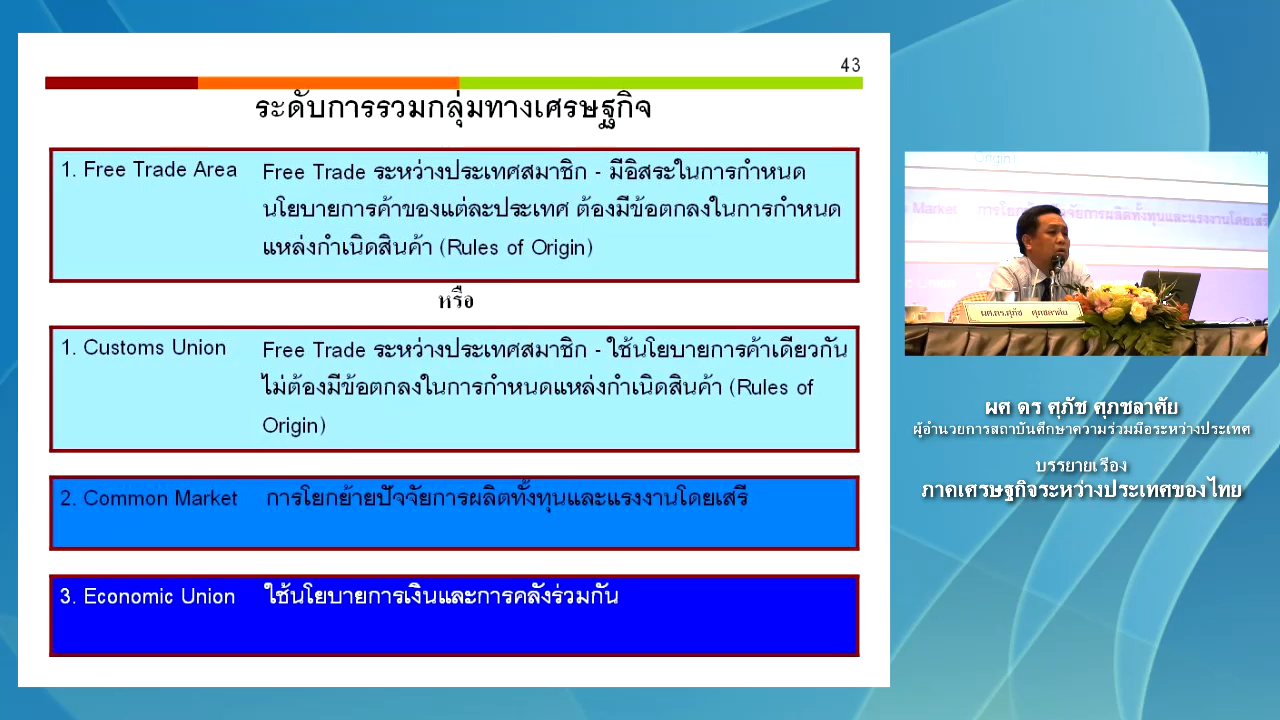 43
ระดับการรวมกลุ่มทางเศรษฐกิจ
1. Free Trade Area
Free Trade ระหว่างประเทศสมาชิก - มีอิสระในการกำหนด
นโยบายการค้าของแต่ละประเทศ ต้องมีข้อตกลงในการกำหนด
แหล่งกำเนิดสินค้า (Rules of Origin)
หรือ
1. Customs Union
Free Trade ระหว่างประเทศสมาชิก - ใช้นโยบายการค้าเดียวกัน
ไม่ต้องมีข้อตกลงในการกำหนดแหล่งกำเนิดสินค้า (Rules of
Origin)
2. Common Market
การโยกย้ายปัจจัยการผลิตทั้งทุนและแรงงานโดยเสรี
3. Economic Union
ใช้นโยบายการเงินและการคลังร่วมกัน
Origin)
Market
ผศ.ดร.ศุภัช ศุภชลาศัย
ผศ ดร ศุภัช ศุภชลาศัย
ผู้อำนวยการสถาบันศึกษาความร่วมมือระหว่างประเทศ
บรรยายเรื่อง
ภาคเศรษฐกิจระหว่างประเทศของไทย